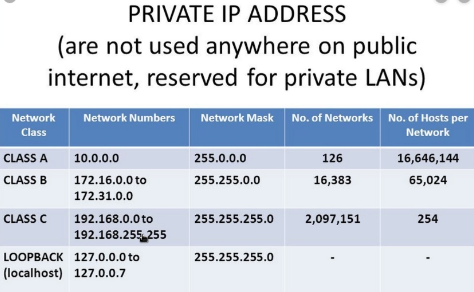 PRIVATE IP ADDRESS
(are not used anywhere on public
internet, reserved for private LANs)
Network Class Network Numbers Network Mask No. of Networks No. of Hosts per Network
CLASS A 10.0.0.0 255.0.0.0 126 16,646,144
CLASS B 172.16.0.0 to 172.31.0.0 255.255.0.0 16,383 65,024
CLASS C 192.168.0.0 to 192.168.255.255 255.255.255.0 2,097,151 254
LOOPBACK (localhost) 127.0.0.0 to 127.0.0.7 255.255.255.0 - -